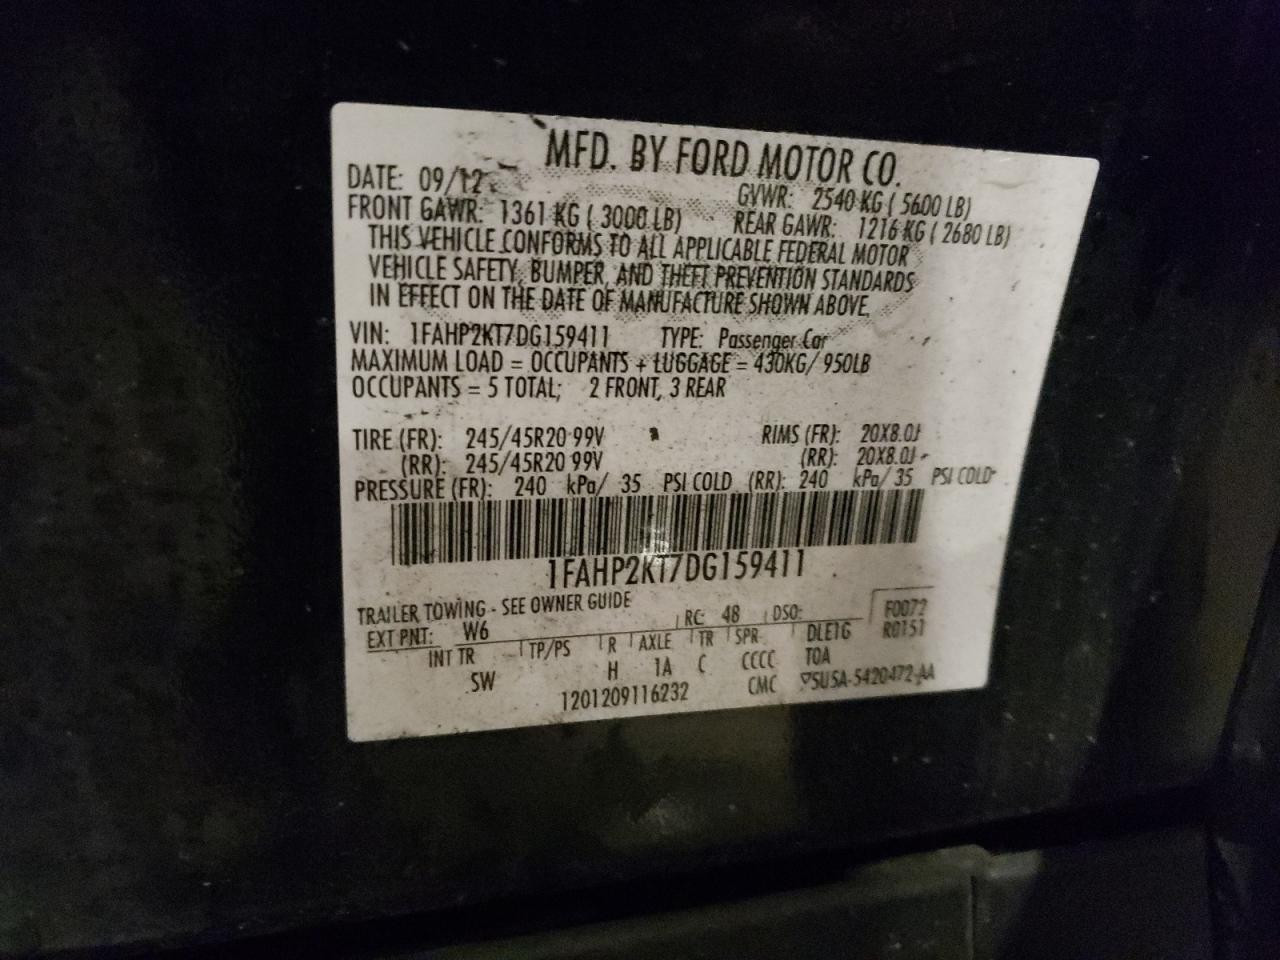 MFD. BY FORD MOTOR CO.
DATE: 09/12 GVWR: 2540 KG ( 5600 LB)
FRONT GAWR: 1361 KG ( 3000 LB) REAR GAWR: 1216 KG ( 2680 LB)
THIS VEHICLE CONFORMS TO ALL APPLICABLE FEDERAL MOTOR
VEHICLE SAFETY, BUMPER, AND THEFT PREVENTION STANDARDS
IN EFFECT ON THE DATE OF MANUFACTURE SHOWN ABOVE.
VIN: 1FAHP2KT7DG159411 TYPE: Passenger Car
MAXIMUM LOAD = OCCUPANTS + LUGGAGE = 430KG/ 950LB
OCCUPANTS = 5 TOTAL; 2 FRONT, 3 REAR
TIRE (FR): 245/45R20 99V RIMS (FR): 20X8.0J
(RR): 245/45R20 99V (RR): 20X8.0J
PRESSURE (FR): 240 kPa/ 35 PSI COLD (RR): 240 kPa/ 35 PSI COLD
1FAHP2KT7DG159411
TRAILER TOWING - SEE OWNER GUIDE
EXT PNT: W6 RC: 48 DSO: F0072
INT TR TP/PS R AXLE TR SPR DLE1G R0151
SW H 1A C CCCC TOA
1201209116232 CMC ▽5U5A-5420472-AA